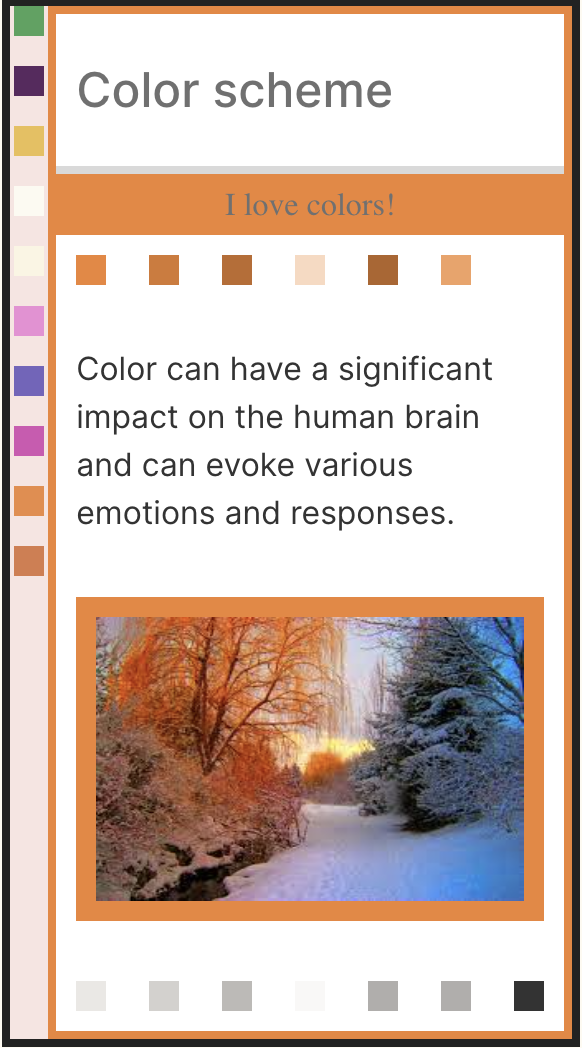 Color scheme
I love colors!
Color can have a significant
impact on the human brain
and can evoke various
emotions and responses.